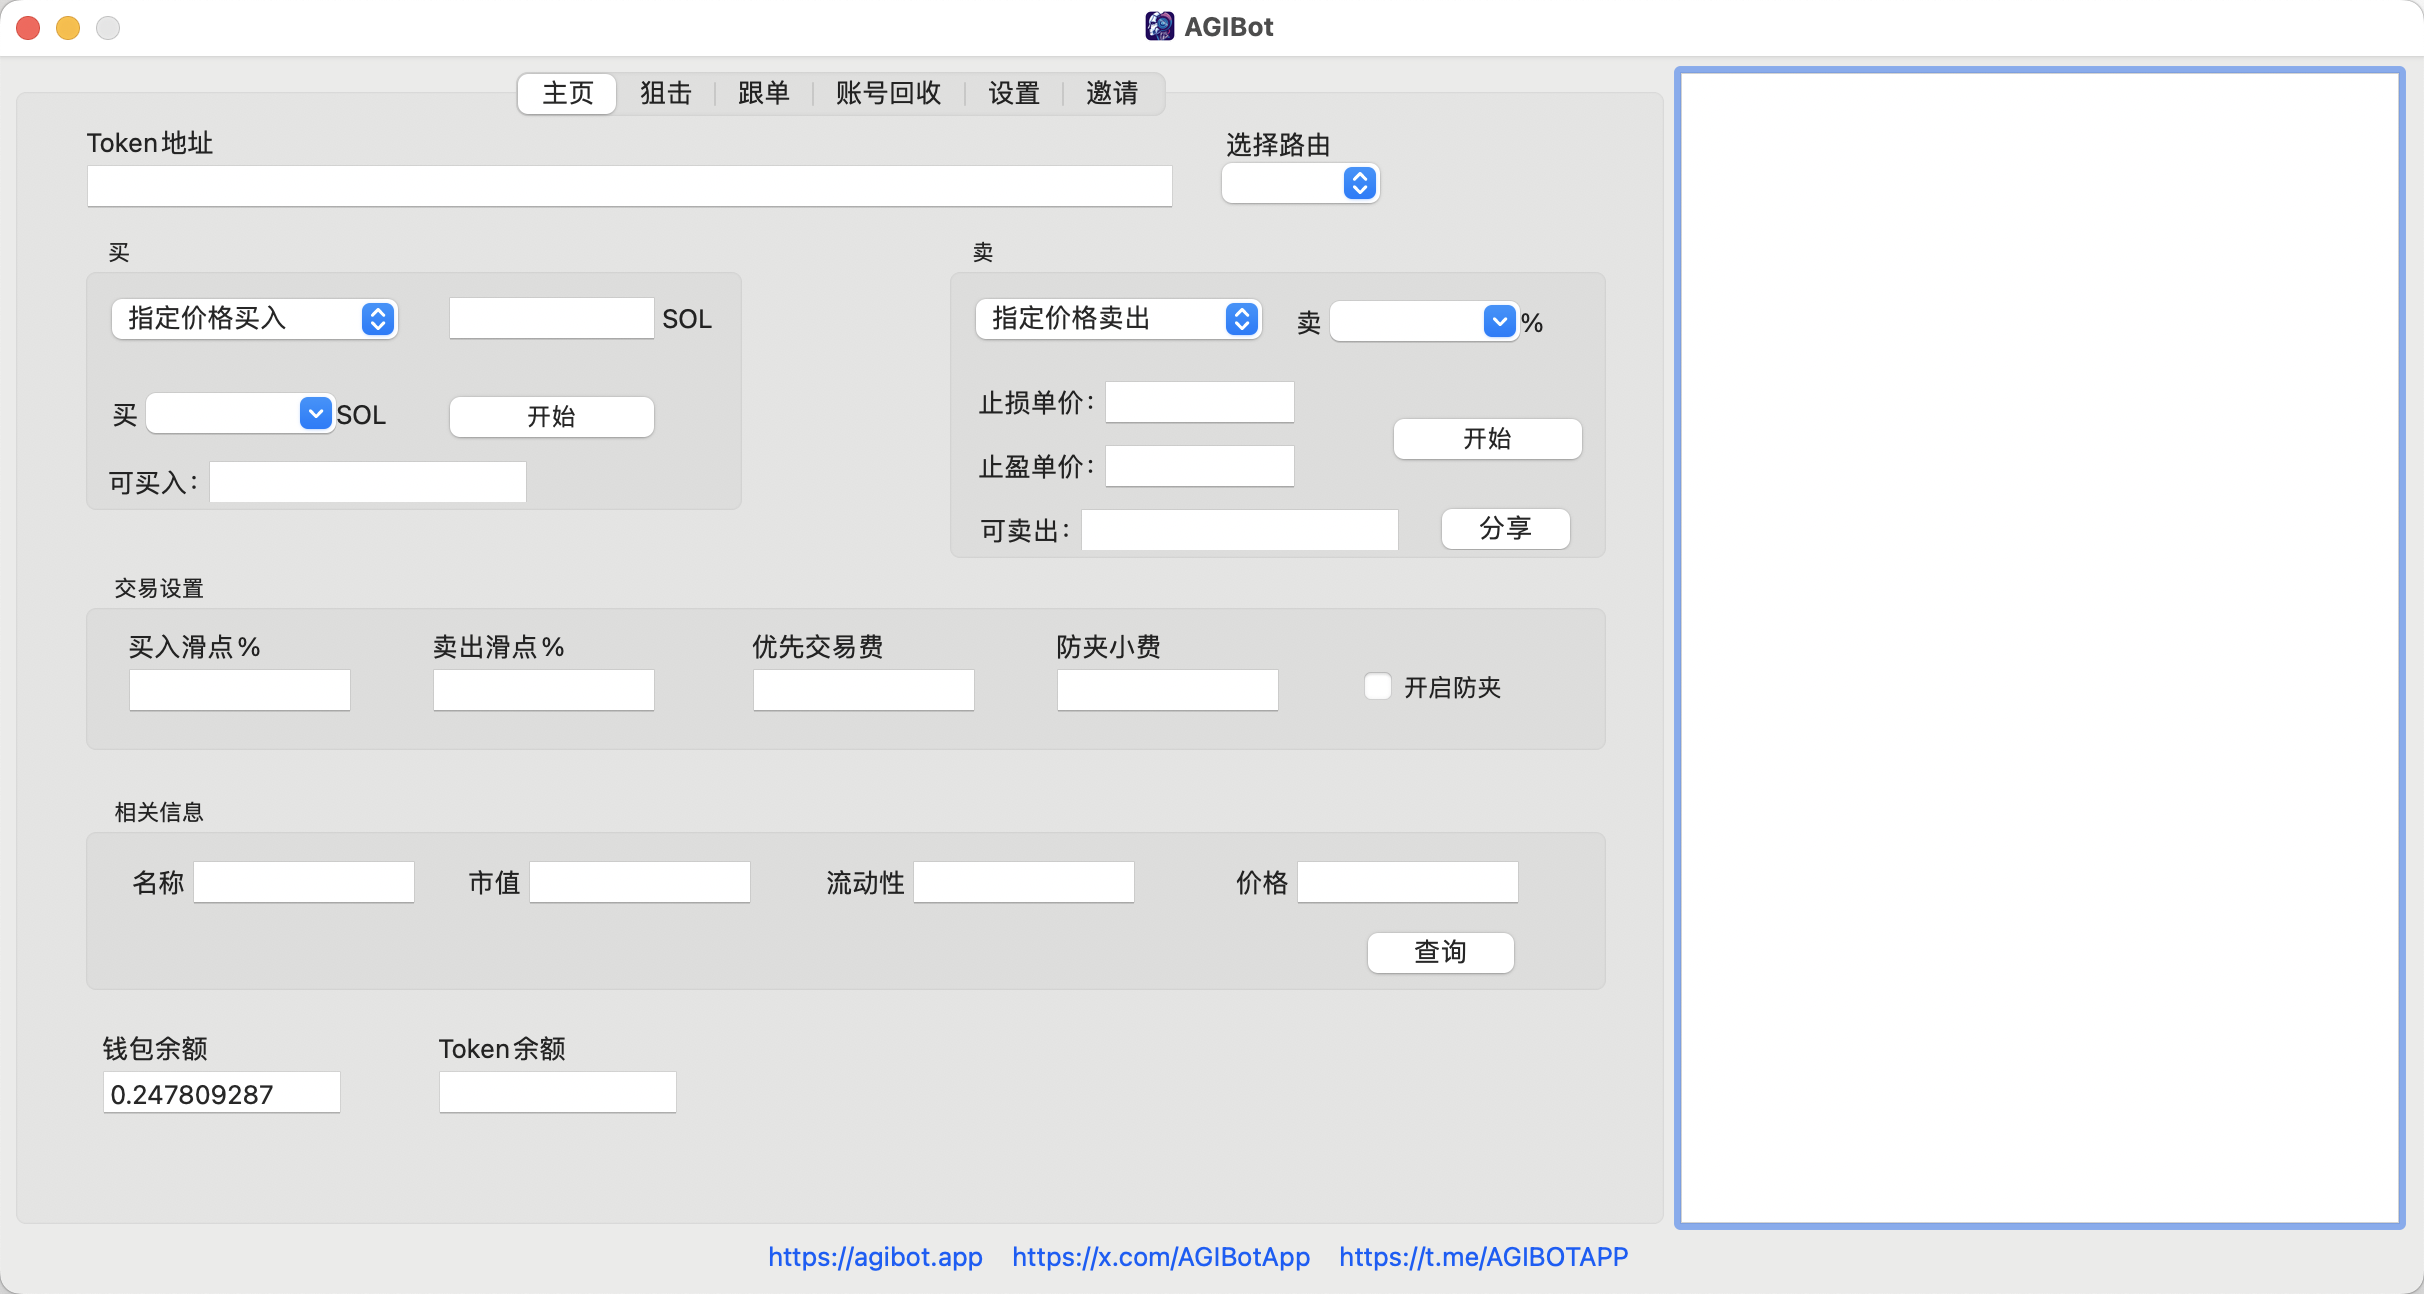 AGIBot
主页 狙击 跟单 账号回收 设置 邀请
Token地址
选择路由
买
指定价格买入 SOL
买 SOL 开始
可买入：
卖
指定价格卖出 卖 %
止损单价：
开始
止盈单价：
可卖出： 分享
交易设置
买入滑点% 卖出滑点% 优先交易费 防夹小费
开启防夹
相关信息
名称 市值 流动性 价格
查询
钱包余额 Token余额
0.247809287
https://agibot.app https://x.com/AGIBotApp https://t.me/AGIBOTAPP